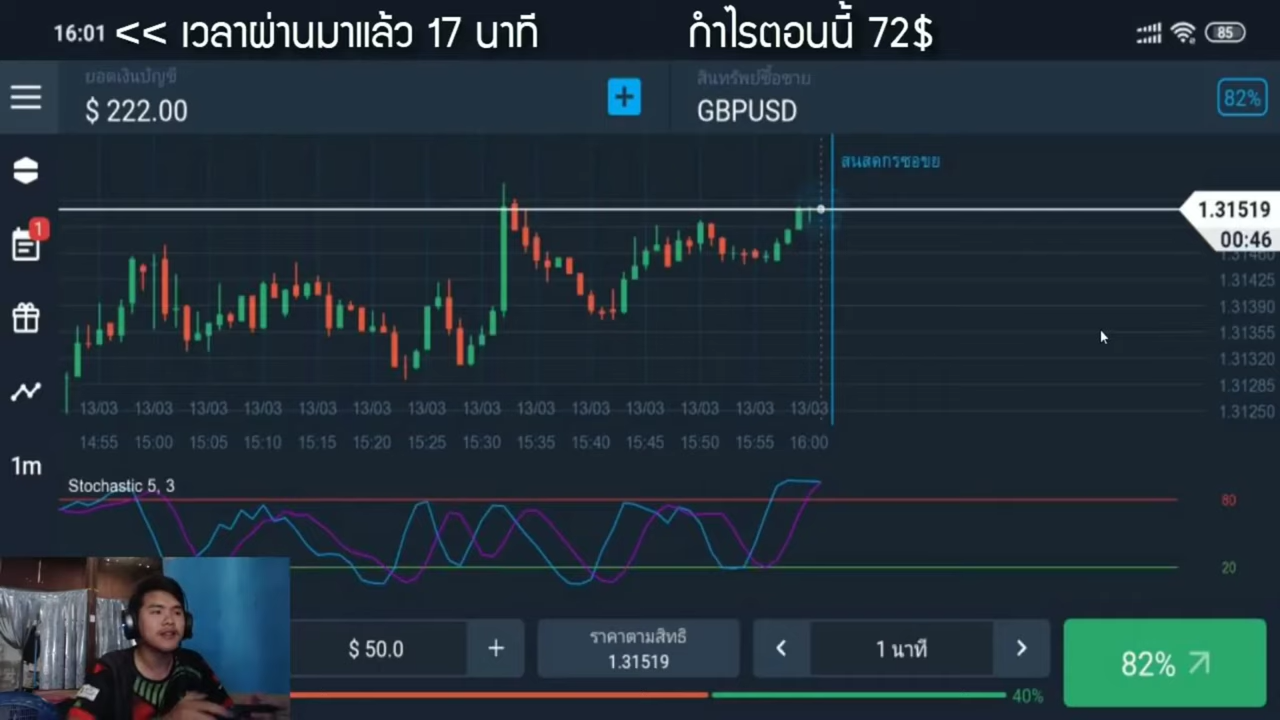 16:01 << เวลาผ่านมาแล้ว 17 นาที กำไรตอนนี้ 72$ 85
ยอดเงินบัญชี สินทรัพย์ซื้อขาย
$ 222.00 + GBPUSD 82%
1.31519
00:46
1
1.31460
1.31425
1.31390
1.31355
1.31320
1.31285
1.31250
13/03 13/03 13/03 13/03 13/03 13/03 13/03 13/03 13/03 13/03 13/03 13/03 13/03 13/03
14:55 15:00 15:05 15:10 15:15 15:20 15:25 15:30 15:35 15:40 15:45 15:50 15:55 16:00
1m
Stochastic 5, 3
80
20
$ 50.0 + ราคาตามสิทธิ < 1 นาที > 82%
1.31519
40%